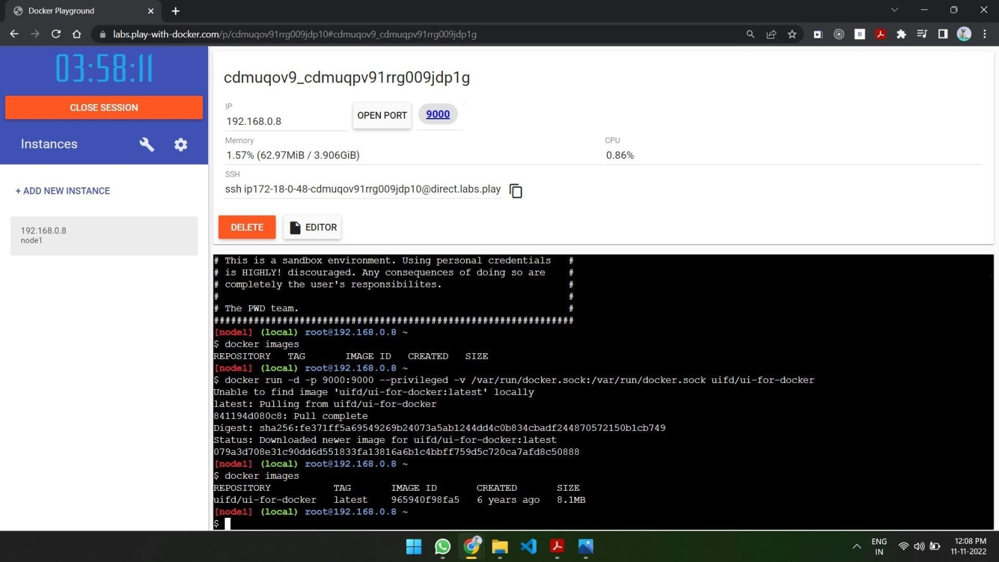 Docker Playground
labs.play-with-docker.com/p/cdmuqov91rrg009jdp10#cdmuqov9_cdmuqpv91rrg009jdp1g
03:58:11
CLOSE SESSION
Instances
+ ADD NEW INSTANCE
192.168.0.8
node1
cdmuqov9_cdmuqpv91rrg009jdp1g
IP
192.168.0.8
OPEN PORT
9000
Memory
1.57% (62.97MiB / 3.906GiB)
CPU
0.86%
SSH
ssh ip172-18-0-48-cdmuqov91rrg009jdp10@direct.labs.play
DELETE
EDITOR
# This is a sandbox environment. Using personal credentials #
# is HIGHLY! discouraged. Any consequences of doing so are #
# completely the user's responsibilites. #
# #
# The PWD team. #
###############################################################
[node1] (local) root@192.168.0.8 ~
$ docker images
REPOSITORY TAG IMAGE ID CREATED SIZE
[node1] (local) root@192.168.0.8 ~
$ docker run -d -p 9000:9000 --privileged -v /var/run/docker.sock:/var/run/docker.sock uifd/ui-for-docker
Unable to find image 'uifd/ui-for-docker:latest' locally
latest: Pulling from uifd/ui-for-docker
841194d080c8: Pull complete
Digest: sha256:fe371ff5a69549269b24073a5ab1244dd4c0b834cbadf244870572150b1cb749
Status: Downloaded newer image for uifd/ui-for-docker:latest
079a3d708e31c90dd6d551833fa13816a6b1c4bbff759d5c720ca7afd8c50888
[node1] (local) root@192.168.0.8 ~
$ docker images
REPOSITORY TAG IMAGE ID CREATED SIZE
uifd/ui-for-docker latest 965940f98fa5 6 years ago 8.1MB
[node1] (local) root@192.168.0.8 ~
$
ENG
IN
12:08 PM
11-11-2022